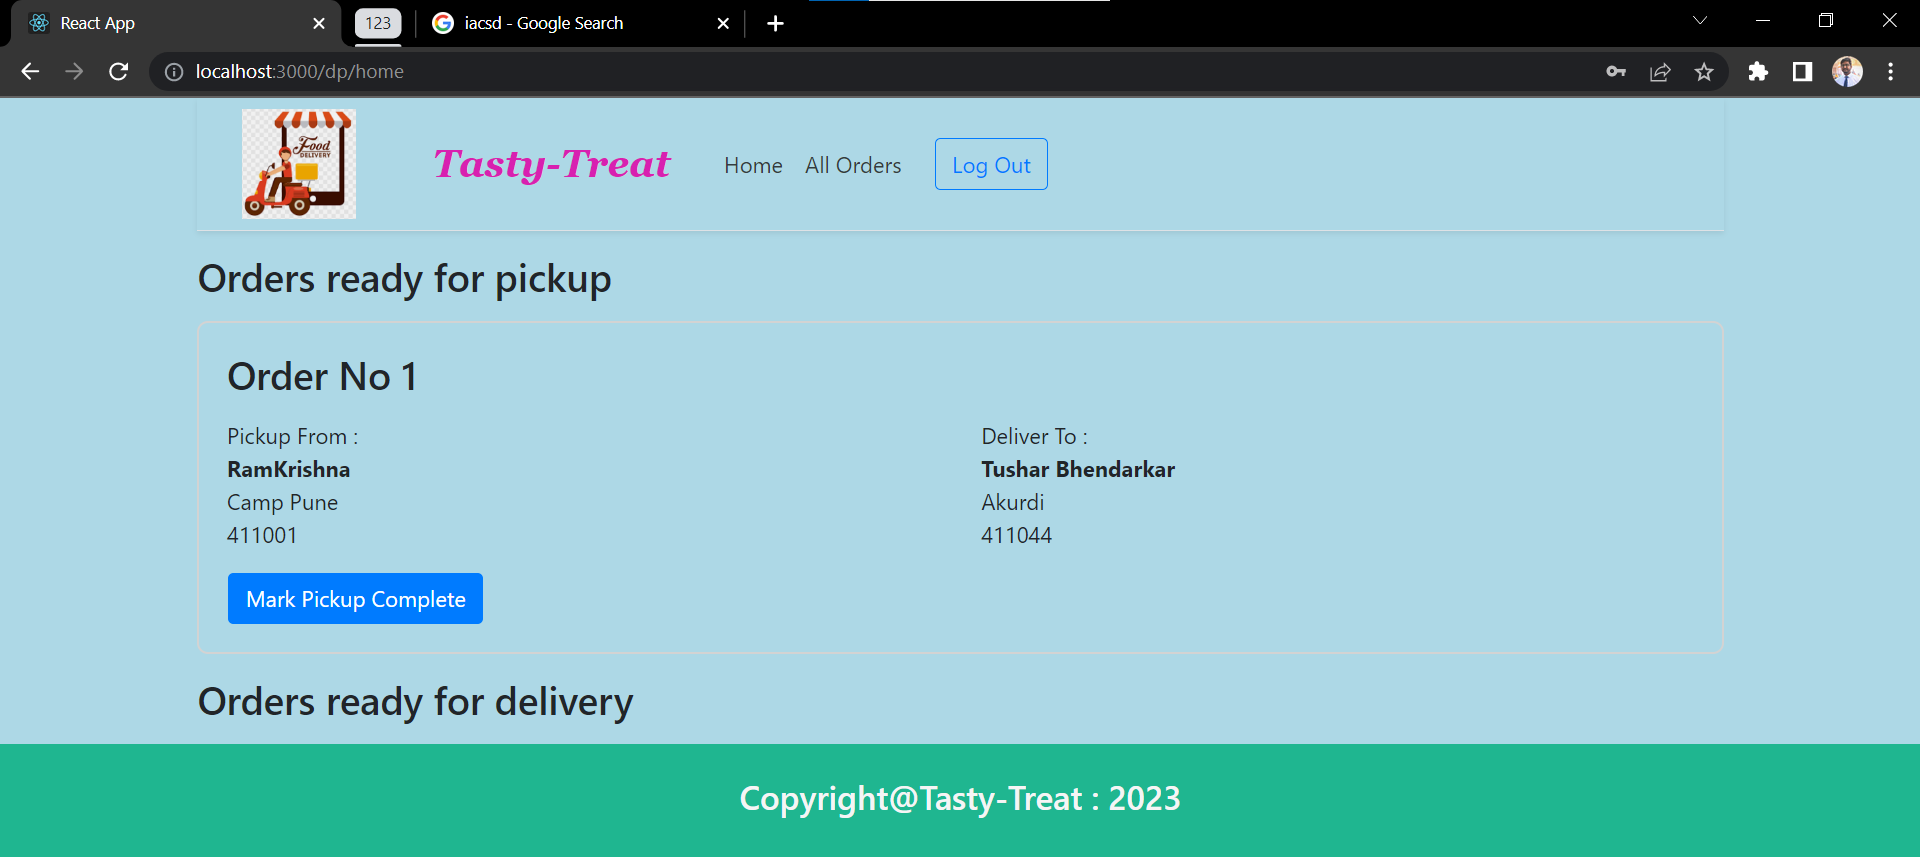 React App
123
iacsd - Google Search
localhost:3000/dp/home
Food
DELIVERY
Tasty-Treat
Home
All Orders
Log Out
Orders ready for pickup
Order No 1
Pickup From :
RamKrishna
Camp Pune
411001
Deliver To :
Tushar Bhendarkar
Akurdi
411044
Mark Pickup Complete
Orders ready for delivery
Copyright@Tasty-Treat : 2023